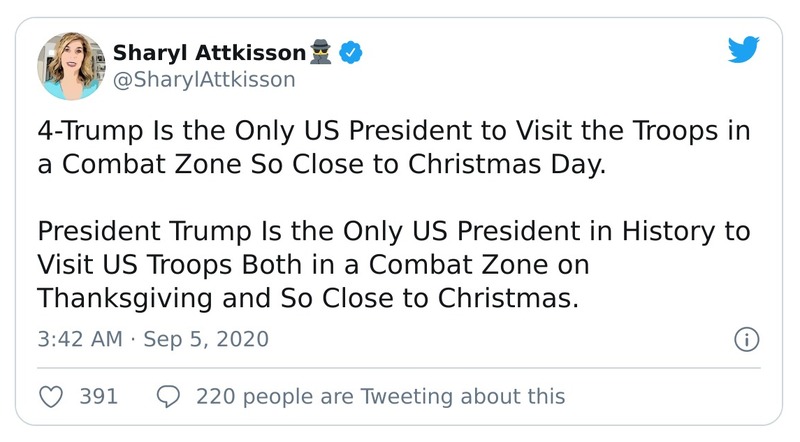 Sharyl Attkisson🕵️
@SharylAttkisson
4-Trump Is the Only US President to Visit the Troops in
a Combat Zone So Close to Christmas Day.
President Trump Is the Only US President in History to
Visit US Troops Both in a Combat Zone on
Thanksgiving and So Close to Christmas.
3:42 AM · Sep 5, 2020
391 220 people are Tweeting about this